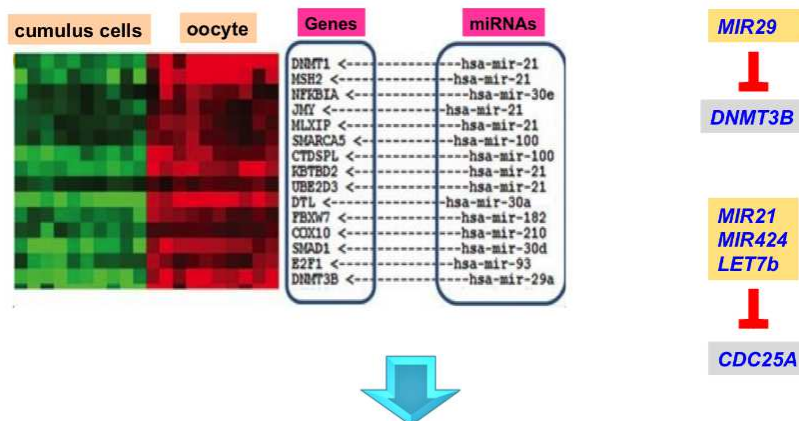 cumulus cells oocyte Genes miRNAs
DNMT1 <---------------hsa-mir-21
MSH2 <---------------hsa-mir-21
NFKBIA <---------------hsa-mir-30e
JMY <---------------hsa-mir-21
MLXIP <---------------hsa-mir-21
SMARCA5 <---------------hsa-mir-100
CTDSPL <---------------hsa-mir-100
KBTBD2 <---------------hsa-mir-21
UBE2D3 <---------------hsa-mir-21
DTL <---------------hsa-mir-30a
FBXW7 <---------------hsa-mir-182
COX10 <---------------hsa-mir-210
SMAD1 <---------------hsa-mir-30d
E2F1 <---------------hsa-mir-93
DNMT3B <---------------hsa-mir-29a
MIR29
DNMT3B
MIR21
MIR424
LET7b
CDC25A